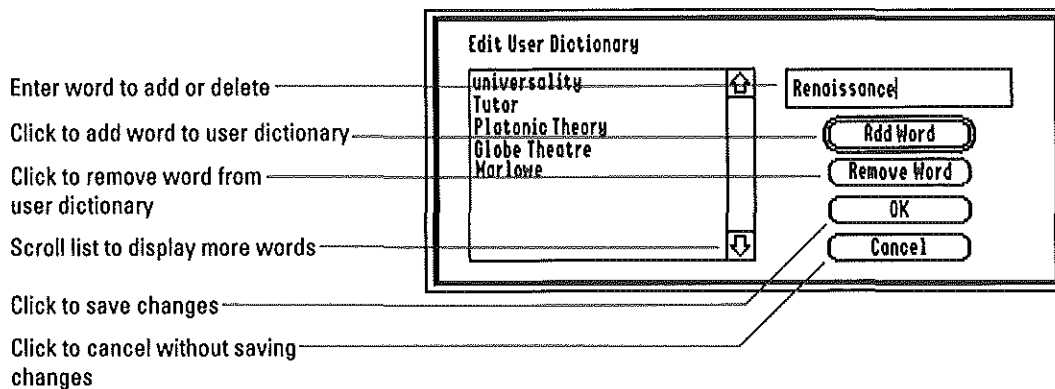 Edit User Dictionary
Enter word to add or delete
universality
Tutor
Platonic Theory
Globe Theatre
Marlowe
Renaissance
Click to add word to user dictionary
Add Word
Click to remove word from
user dictionary
Remove Word
OK
Scroll list to display more words
Cancel
Click to save changes
Click to cancel without saving
changes